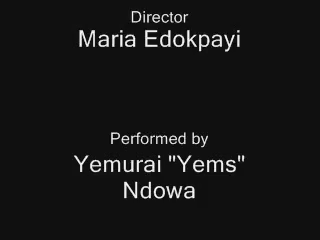 Director
Maria Edokpayi
Performed by
Yemurai "Yems"
Ndowa